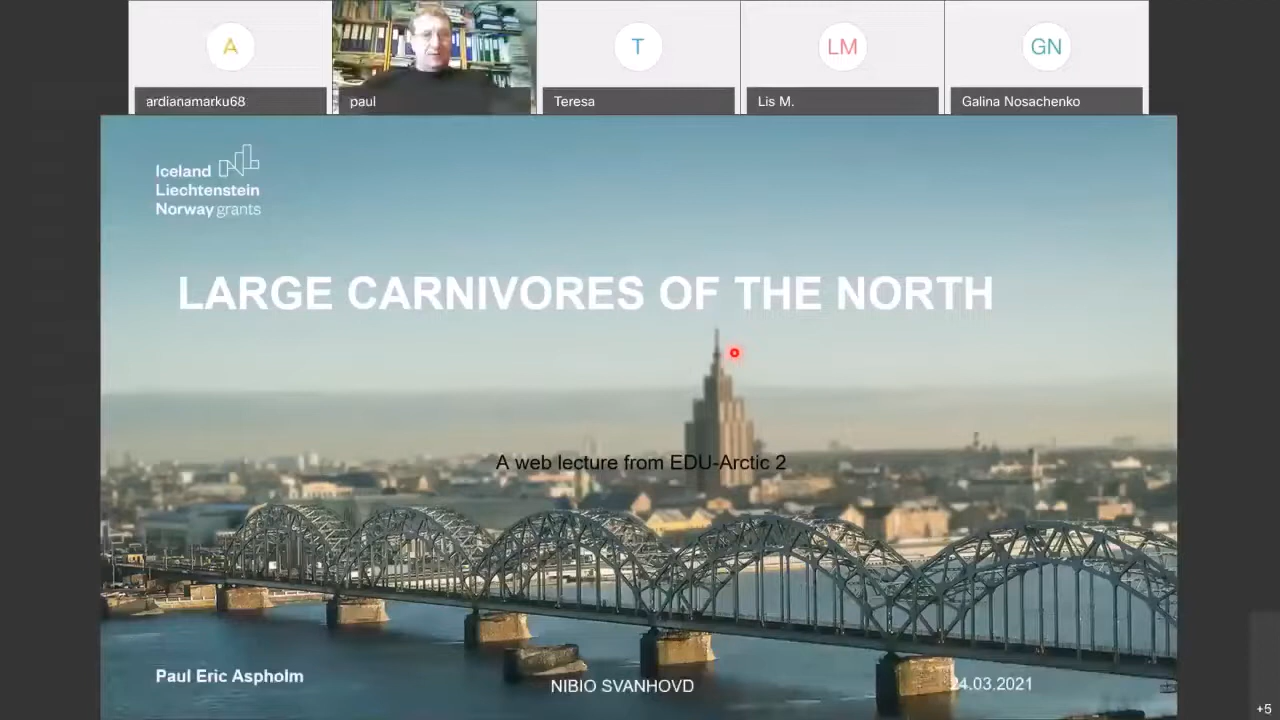 A
T
LM
GN
ardianamarku68
paul
Teresa
Lis M.
Galina Nosachenko
Iceland
Liechtenstein
Norway grants
LARGE CARNIVORES OF THE NORTH
A web lecture from EDU-Arctic 2
Paul Eric Aspholm
NIBIO SVANHOVD
24.03.2021
+5